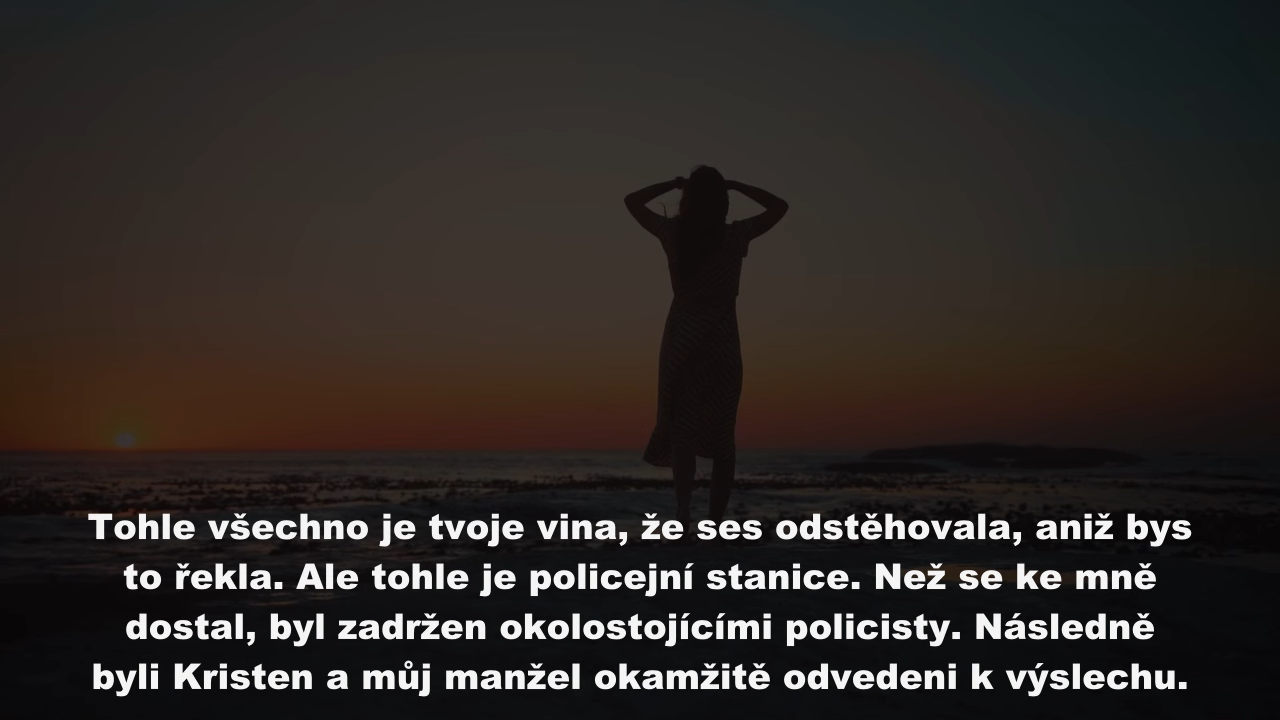 Tohle všechno je tvoje vina, že ses odstěhovala, aniž bys
to řekla. Ale tohle je policejní stanice. Než se ke mně
dostal, byl zadržen okolostojícími policisty. Následně
byli Kristen a můj manžel okamžitě odvedeni k výslechu.